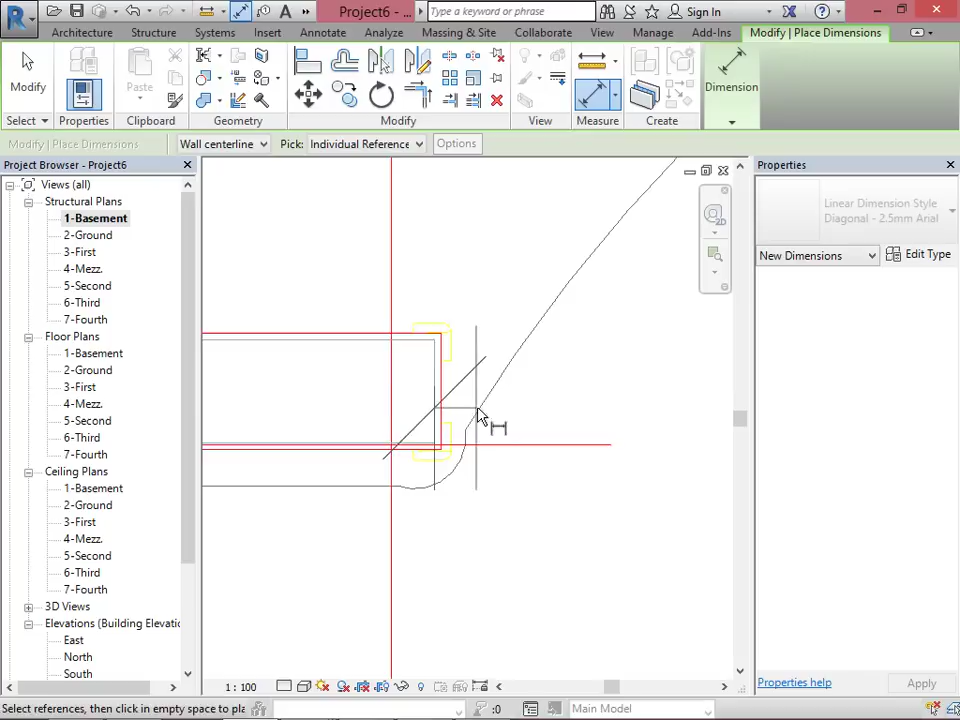 Project6 - ...
Type a keyword or phrase
Sign In
Architecture
Structure
Systems
Insert
Annotate
Analyze
Massing & Site
Collaborate
View
Manage
Add-Ins
Modify | Place Dimensions
Modify
Properties
Paste
Dimension
Select
Properties
Clipboard
Geometry
Modify
View
Measure
Create
Modify | Place Dimensions
Wall centerline
Pick:
Individual Reference
Options
Project Browser - Project6
Properties
Views (all)
Structural Plans
1-Basement
2-Ground
3-First
4-Mezz.
5-Second
6-Third
7-Fourth
Floor Plans
1-Basement
2-Ground
3-First
4-Mezz.
5-Second
6-Third
7-Fourth
Ceiling Plans
1-Basement
2-Ground
3-First
4-Mezz.
5-Second
6-Third
7-Fourth
3D Views
Elevations (Building Elevatio
East
North
South
2D
Linear Dimension Style
Diagonal - 2.5mm Arial
New Dimensions
Edit Type
Properties help
Apply
1 : 100
Select references, then click in empty space to pla
:0
Main Model